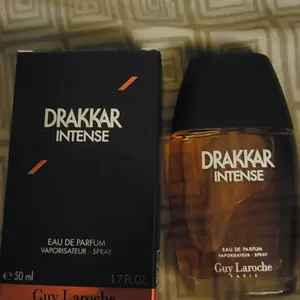 DRAKKAR
INTENSE
EAU DE PARFUM
VAPORISATEUR - SPRAY
℮ 50 ml
1.7 FL.OZ.
Guy Laroche
DRAKKAR
INTENSE
EAU DE PARFUM
VAPORISATEUR - SPRAY
Guy Laroche
PARIS